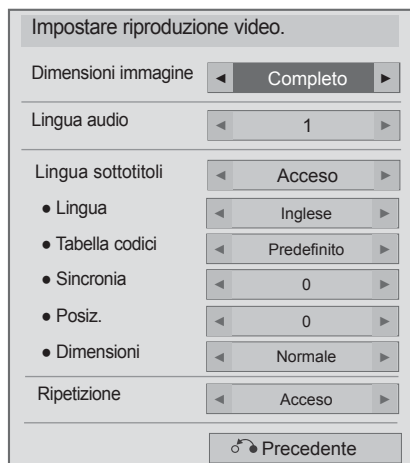 Impostare riproduzione video.
Dimensioni immagine ◄ Completo ►
Lingua audio ◄ 1 ►
Lingua sottotitoli ◄ Acceso ►
● Lingua ◄ Inglese ►
● Tabella codici ◄ Predefinito ►
● Sincronia ◄ 0 ►
● Posiz. ◄ 0 ►
● Dimensioni ◄ Normale ►
Ripetizione ◄ Acceso ►
Precedente